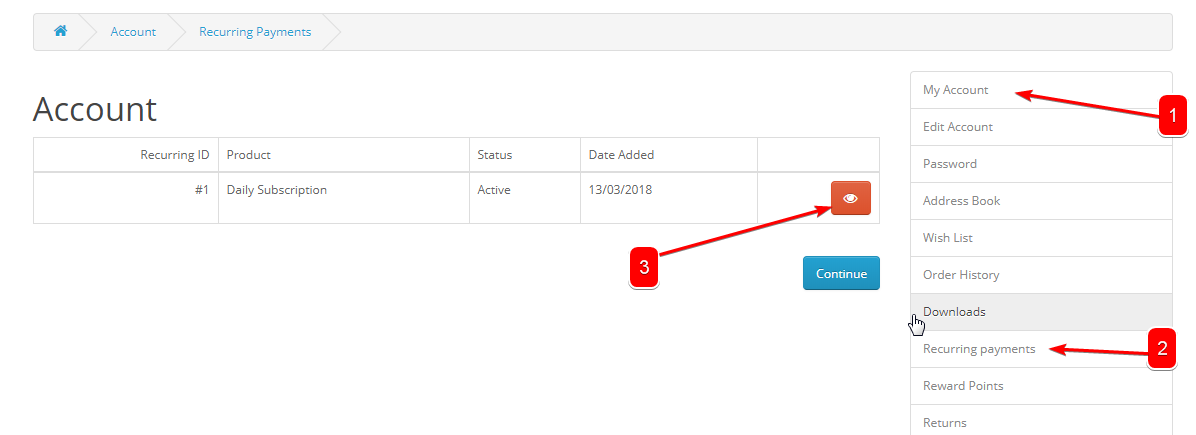 Account Recurring Payments
Account
Recurring ID Product Status Date Added
#1 Daily Subscription Active 13/03/2018
3
Continue
My Account
1
Edit Account
Password
Address Book
Wish List
Order History
Downloads
Recurring payments
2
Reward Points
Returns